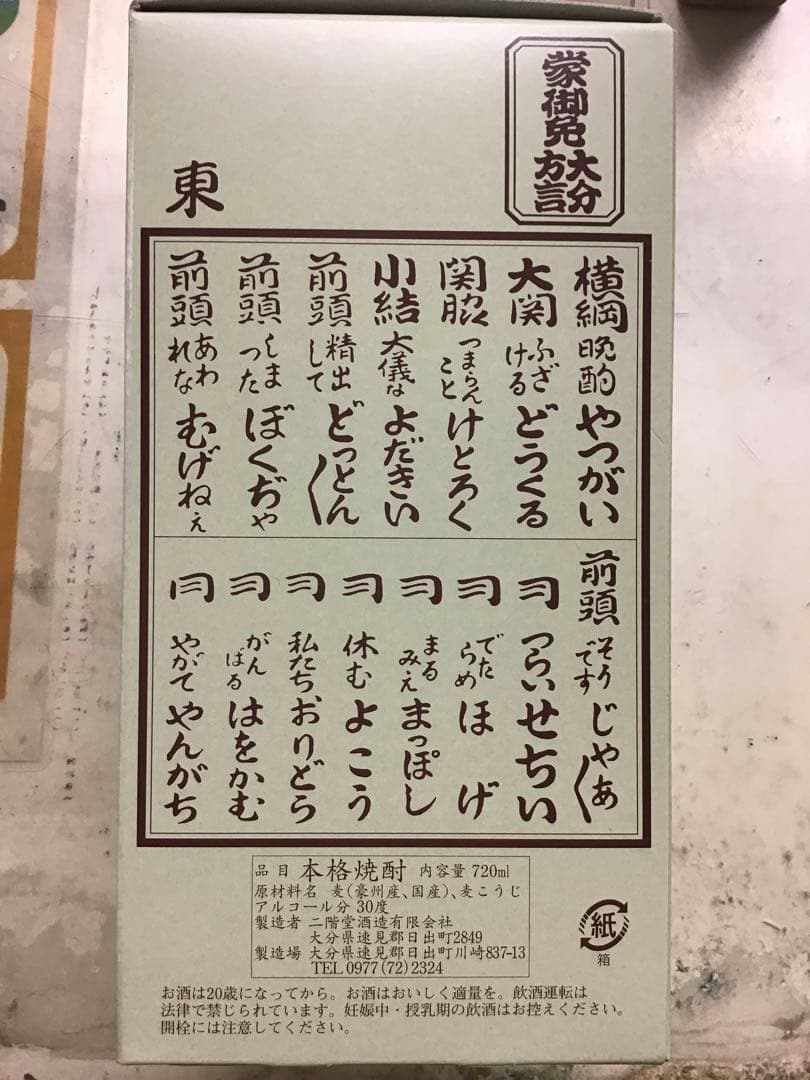 蒙御免
大分
方言
東
横綱 晩酌 やつがい
大関 ふざける どうくる
関脇 つまらんこと けとろく
小結 大儀な よだきい
前頭 精出して どっとん〱
前頭 しまった ぼくぢゃ
前頭 あわれな むげねぇ
前頭 そうです じゃあ〱
〃 つらい せちい
〃 でたらめ ほげ
〃 まるみえ まっぽし
〃 休む よこう
〃 私たち、おりどら
〃 がんばる はをかむ
同 やがて やんがち
品目 本格焼酎 内容量 720ml
原材料名 麦(豪州産、国産)、麦こうじ
アルコール分 30度
製造者 二階堂酒造有限会社
大分県速見郡日出町2849
製造場 大分県速見郡日出町川崎837-13
TEL 0977(72)2324
紙
箱
お酒は20歳になってから。お酒はおいしく適量を。飲酒運転は
法律で禁じられています。妊娠中・授乳期の飲酒はお控えください。
開栓には注意してください。